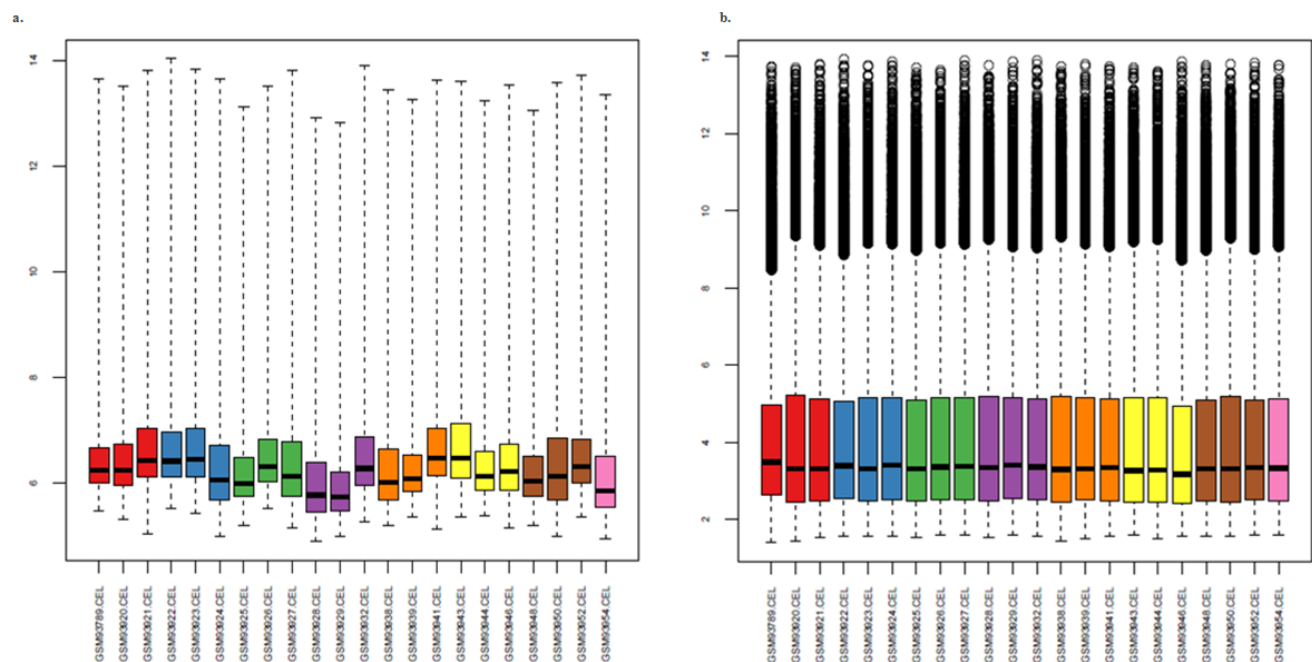 a.
14
12
10
8
6
GSM93789.CEL
GSM93920.CEL
GSM93921.CEL
GSM93922.CEL
GSM93923.CEL
GSM93924.CEL
GSM93925.CEL
GSM93926.CEL
GSM93927.CEL
GSM93928.CEL
GSM93929.CEL
GSM93932.CEL
GSM93938.CEL
GSM93939.CEL
GSM93941.CEL
GSM93943.CEL
GSM93944.CEL
GSM93946.CEL
GSM93948.CEL
GSM93950.CEL
GSM93952.CEL
GSM93954.CEL
b.
14
12
10
8
6
4
2
GSM93789.CEL
GSM93920.CEL
GSM93921.CEL
GSM93922.CEL
GSM93923.CEL
GSM93924.CEL
GSM93925.CEL
GSM93926.CEL
GSM93927.CEL
GSM93928.CEL
GSM93929.CEL
GSM93932.CEL
GSM93938.CEL
GSM93939.CEL
GSM93941.CEL
GSM93943.CEL
GSM93944.CEL
GSM93946.CEL
GSM93948.CEL
GSM93950.CEL
GSM93952.CEL
GSM93954.CEL